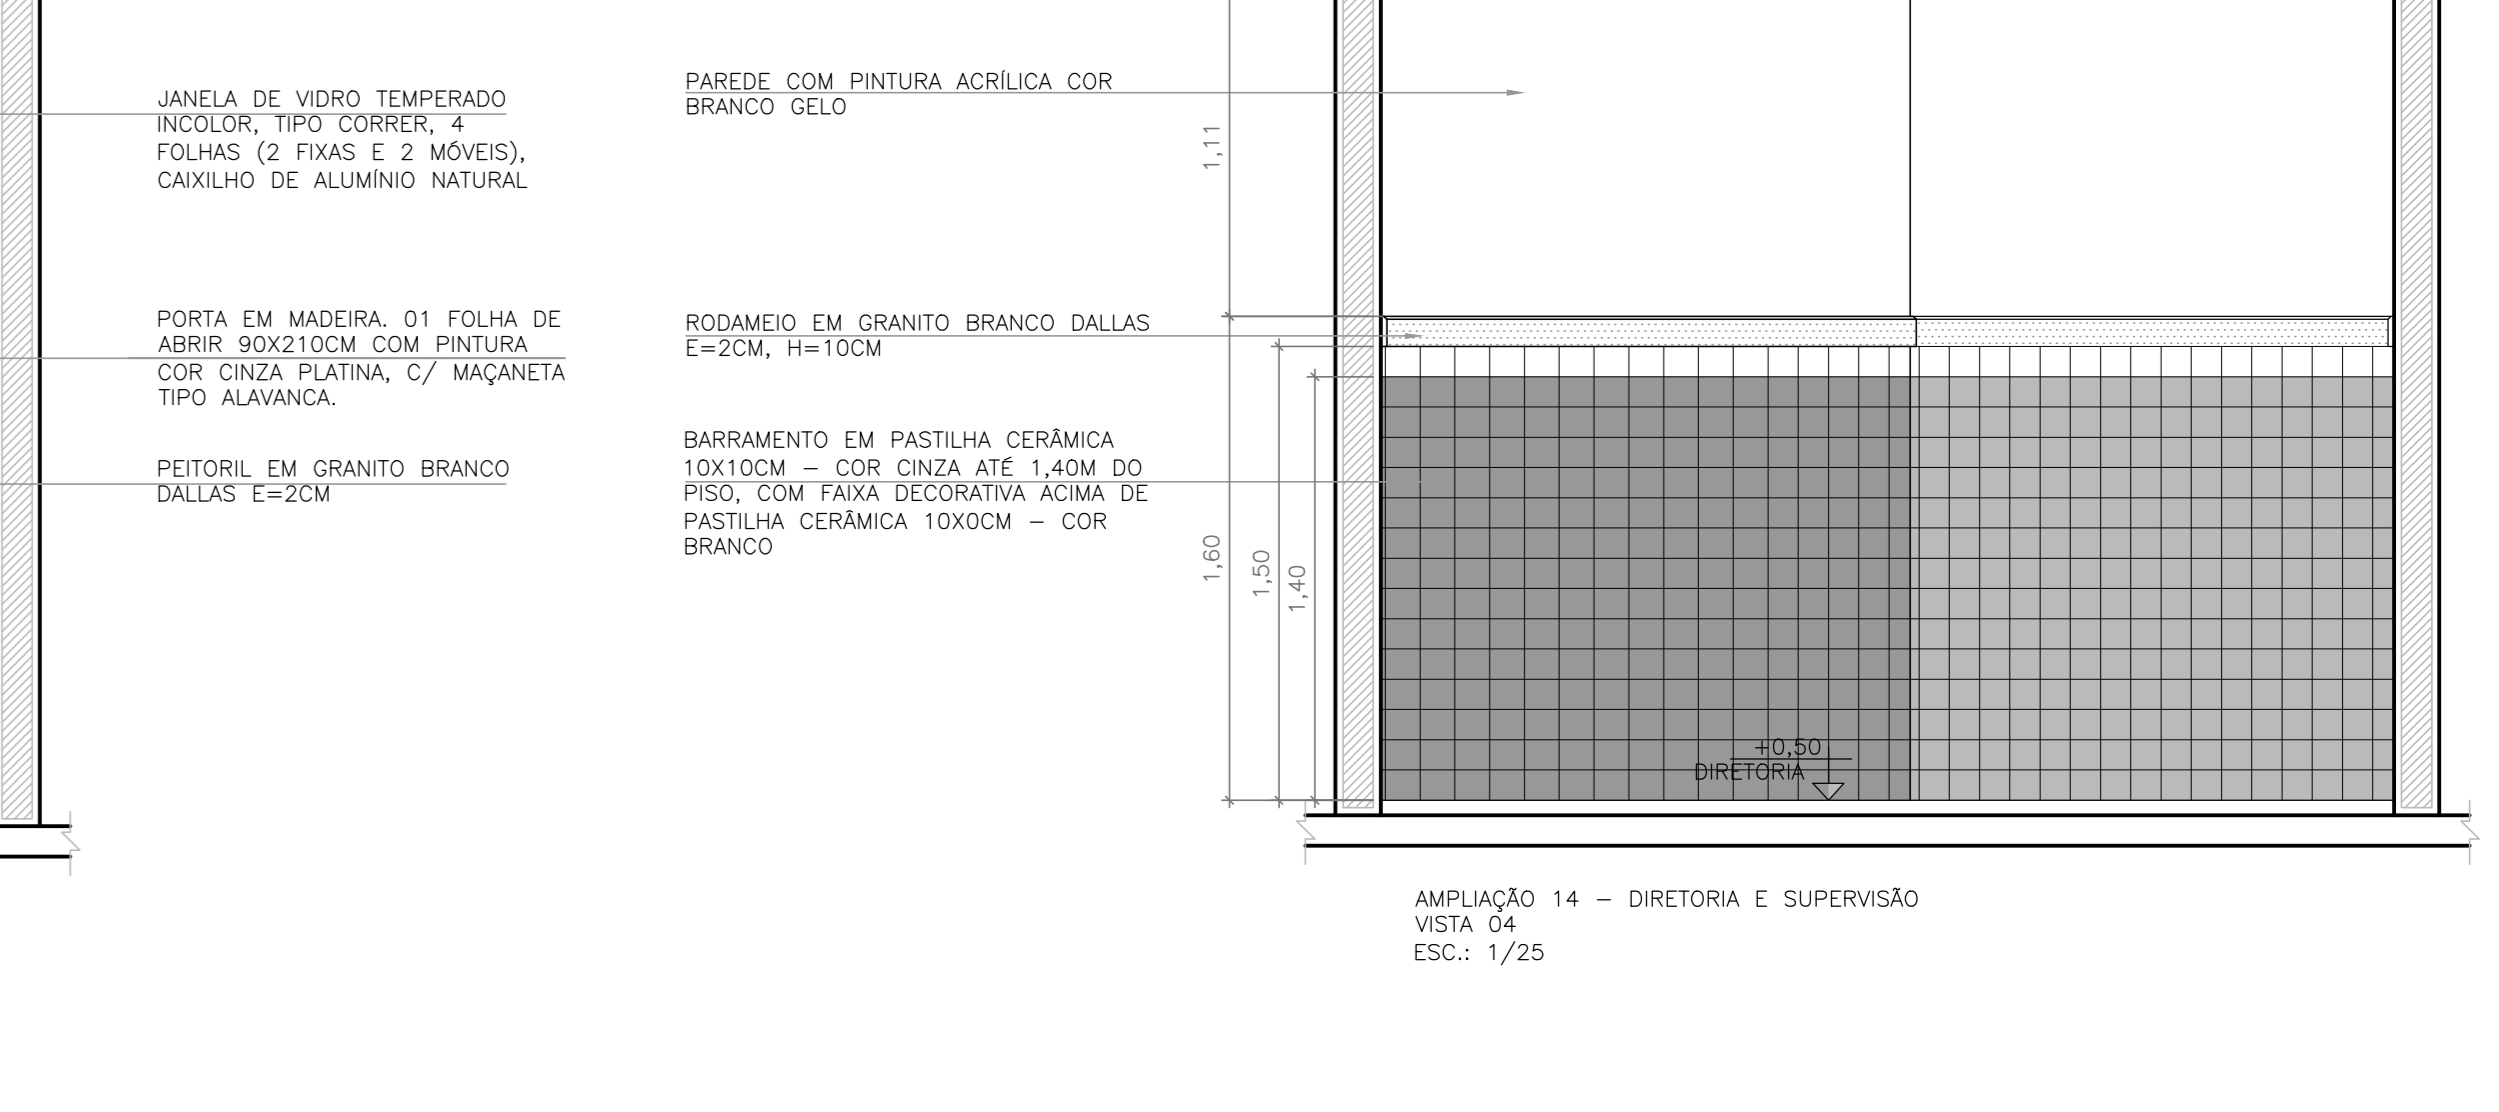 JANELA DE VIDRO TEMPERADO
INCOLOR, TIPO CORRER, 4
FOLHAS (2 FIXAS E 2 MÓVEIS),
CAIXILHO DE ALUMÍNIO NATURAL
PORTA EM MADEIRA. 01 FOLHA DE
ABRIR 90X210CM COM PINTURA
COR CINZA PLATINA, C/ MAÇANETA
TIPO ALAVANCA.
PEITORIL EM GRANITO BRANCO
DALLAS E=2CM
PAREDE COM PINTURA ACRÍLICA COR
BRANCO GELO
RODAMEIO EM GRANITO BRANCO DALLAS
E=2CM, H=10CM
BARRAMENTO EM PASTILHA CERÂMICA
10X10CM – COR CINZA ATÉ 1,40M DO
PISO, COM FAIXA DECORATIVA ACIMA DE
PASTILHA CERÂMICA 10X0CM – COR
BRANCO
1,11
1,60
1,50
1,40
+0,50
DIRETORIA
AMPLIAÇÃO 14 – DIRETORIA E SUPERVISÃO
VISTA 04
ESC.: 1/25